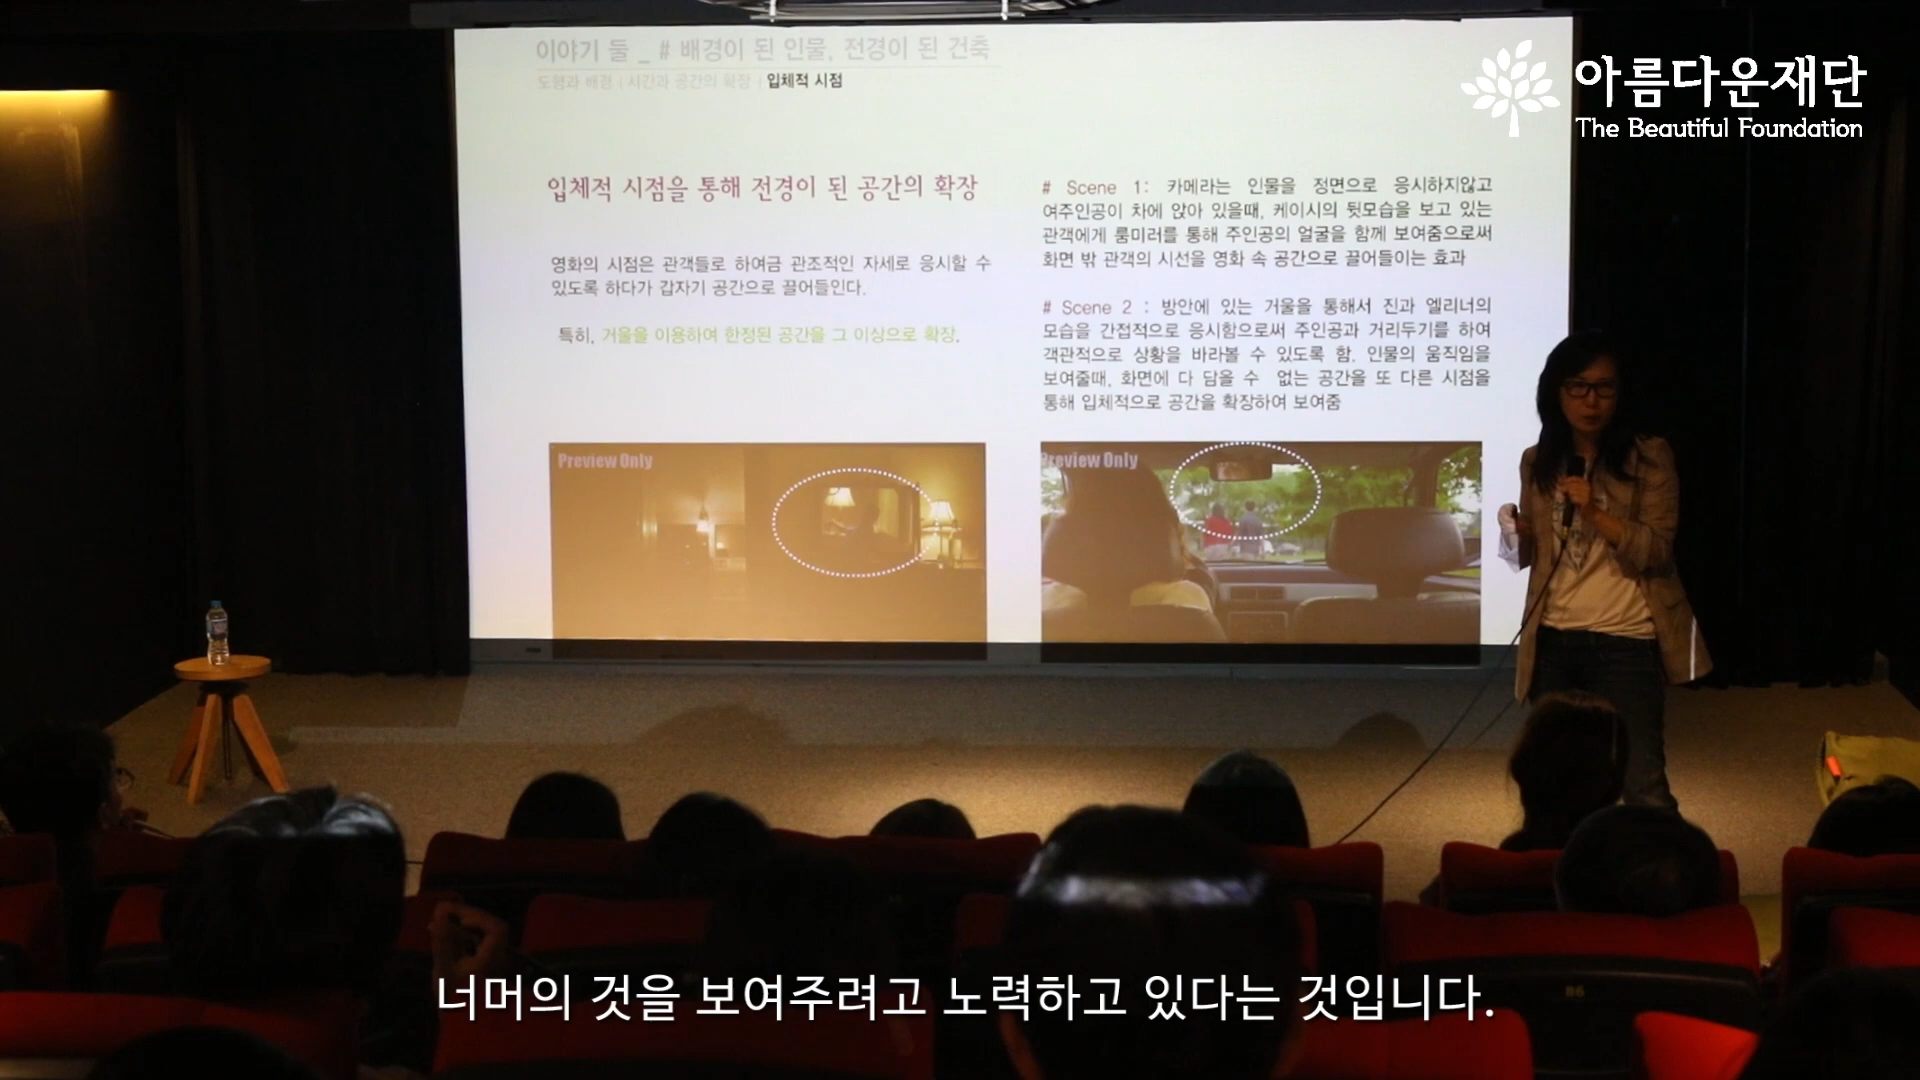 이야기 둘 _ # 배경이 된 인물, 전경이 된 건축
도형과 배경 | 시간과 공간의 확장 | 입체적 시점
아름다운재단
The Beautiful Foundation
입체적 시점을 통해 전경이 된 공간의 확장
영화의 시점은 관객들로 하여금 관조적인 자세로 응시할 수
있도록 하다가 갑자기 공간으로 끌어들인다.
특히, 거울을 이용하여 한정된 공간을 그 이상으로 확장.
# Scene 1: 카메라는 인물을 정면으로 응시하지않고
여주인공이 차에 앉아 있을때, 케이시의 뒷모습을 보고 있는
관객에게 룸미러를 통해 주인공의 얼굴을 함께 보여줌으로써
화면 밖 관객의 시선을 영화 속 공간으로 끌어들이는 효과
# Scene 2 : 방안에 있는 거울을 통해서 진과 엘리너의
모습을 간접적으로 응시함으로써 주인공과 거리두기를 하여
객관적으로 상황을 바라볼 수 있도록 함. 인물의 움직임을
보여줄때, 화면에 다 담을 수 없는 공간을 또 다른 시점을
통해 입체적으로 공간을 확장하여 보여줌
Preview Only
Preview Only
B6
너머의 것을 보여주려고 노력하고 있다는 것입니다.